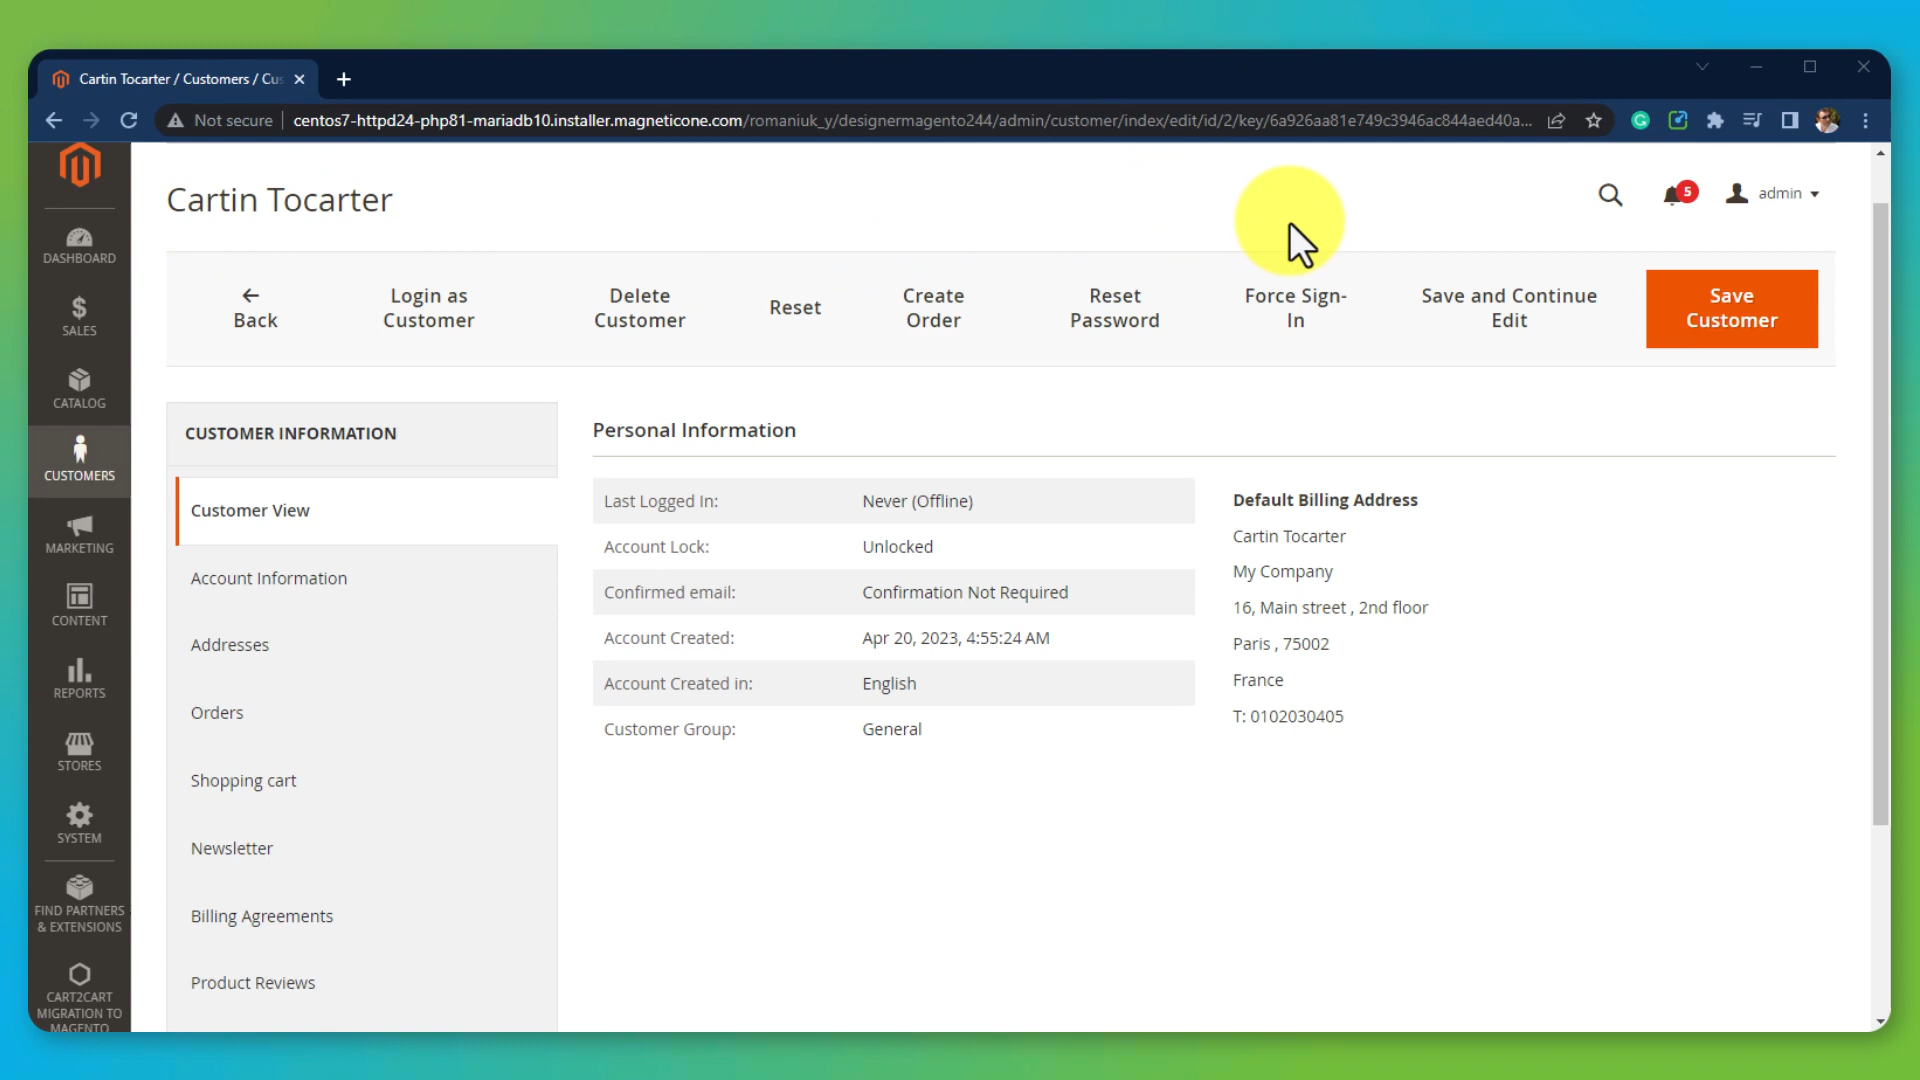 Cartin Tocarter / Customers / Cus
Not secure
centos7-httpd24-php81-mariadb10.installer.magneticone.com/romaniuk_y/designermagento244/admin/customer/index/edit/id/2/key/6a926aa81e749c3946ac844aed40a...
Cartin Tocarter
5
admin
DASHBOARD
SALES
CATALOG
CUSTOMERS
MARKETING
CONTENT
REPORTS
STORES
SYSTEM
FIND PARTNERS
& EXTENSIONS
CART2CART
MIGRATION TO
MAGENTO
Back
Login as
Customer
Delete
Customer
Reset
Create
Order
Reset
Password
Force Sign-
In
Save and Continue
Edit
Save
Customer
CUSTOMER INFORMATION
Customer View
Account Information
Addresses
Orders
Shopping cart
Newsletter
Billing Agreements
Product Reviews
Personal Information
Last Logged In: Never (Offline)
Account Lock: Unlocked
Confirmed email: Confirmation Not Required
Account Created: Apr 20, 2023, 4:55:24 AM
Account Created in: English
Customer Group: General
Default Billing Address
Cartin Tocarter
My Company
16, Main street , 2nd floor
Paris , 75002
France
T: 0102030405